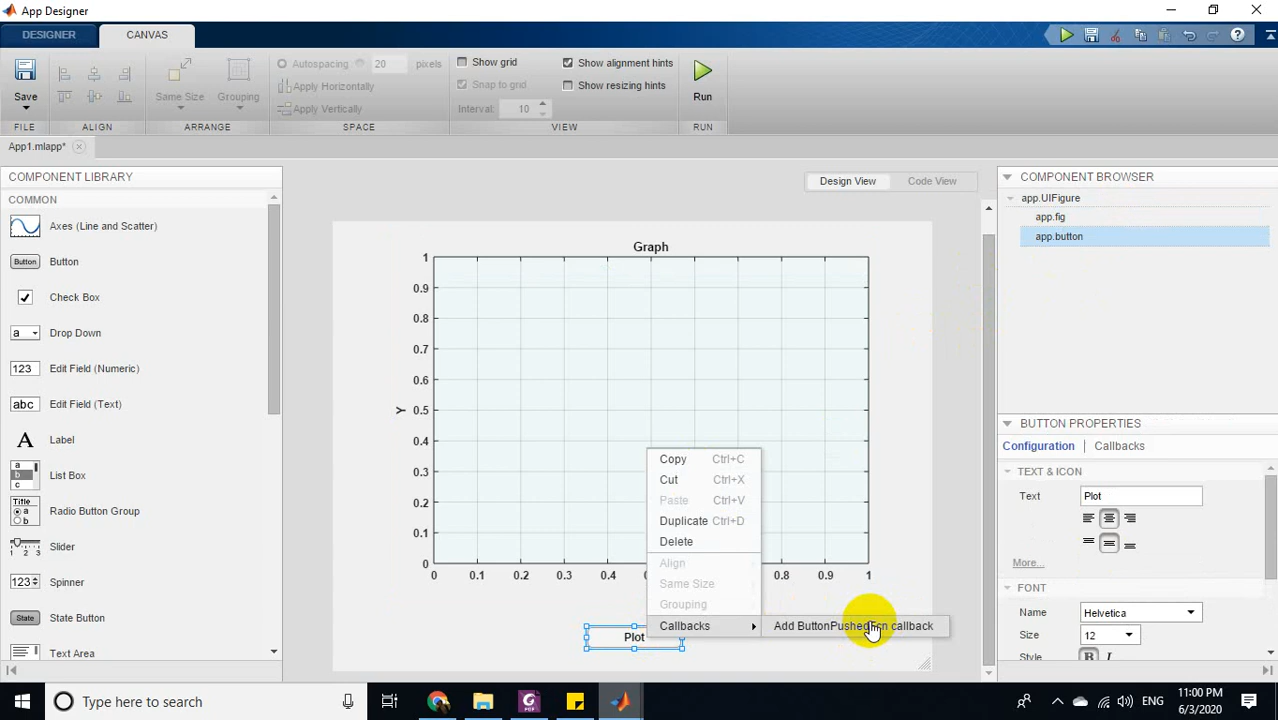 App Designer
DESIGNER
CANVAS
Save
FILE
ALIGN
Same Size
Grouping
ARRANGE
Autospacing
20
pixels
Apply Horizontally
Apply Vertically
SPACE
Show grid
Snap to grid
Interval:
10
Show alignment hints
Show resizing hints
VIEW
Run
RUN
App1.mlapp*
COMPONENT LIBRARY
COMMON
Axes (Line and Scatter)
Button
Button
Check Box
a
Drop Down
123
Edit Field (Numeric)
abc
Edit Field (Text)
A
Label
a
b
c
List Box
Title
a
b
Radio Button Group
1 2 3
Slider
123
Spinner
State
State Button
Text Area
Design View
Code View
Graph
1
0.9
0.8
0.7
0.6
0.5
0.4
0.3
0.2
0.1
0
Y
0
0.1
0.2
0.3
0.4
0.8
0.9
1
Copy Ctrl+C
Cut Ctrl+X
Paste Ctrl+V
Duplicate Ctrl+D
Delete
Align
Same Size
Grouping
Callbacks
Add ButtonPushedFcn callback
Plot
COMPONENT BROWSER
app.UIFigure
app.fig
app.button
BUTTON PROPERTIES
Configuration
Callbacks
TEXT & ICON
Text
Plot
More...
FONT
Name
Helvetica
Size
12
Style
B
I
Type here to search
ENG
11:00 PM
6/3/2020